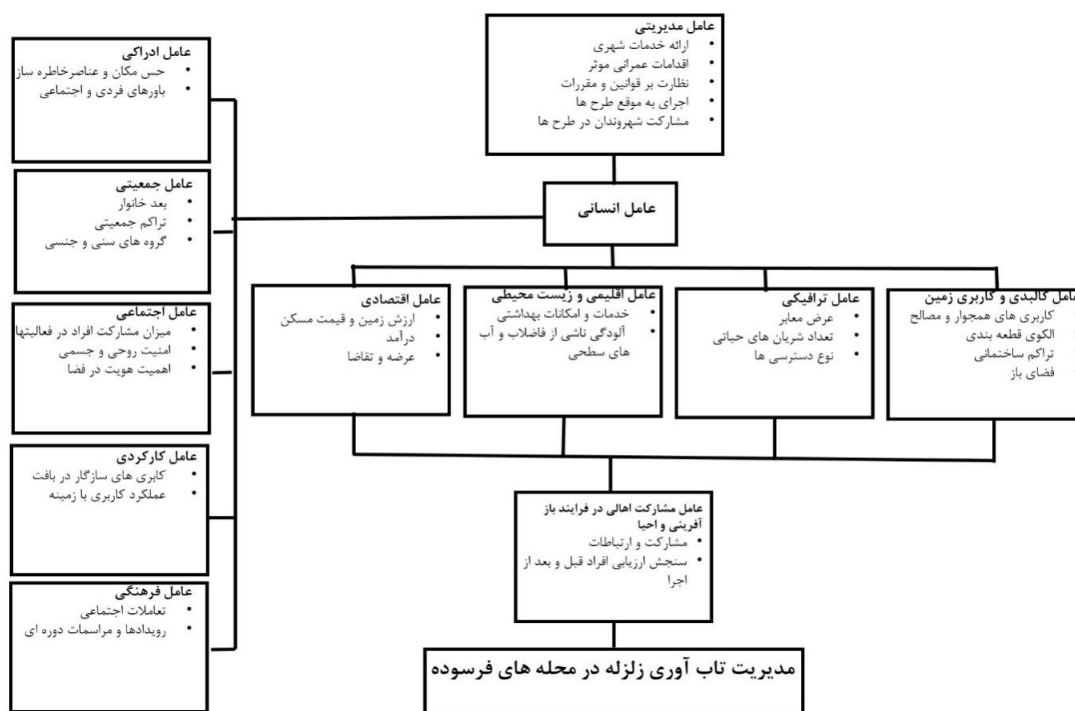 عامل مدیریتی
• ارائه خدمات شهری
• اقدامات عمرانی موثر
• نظارت بر قوانین و مقررات
• اجرای به موقع طرح ها
• مشارکت شهروندان در طرح ها
عامل انسانی
عامل ادراکی
• حس مکان و عناصرخاطره ساز
• باورهای فردی و اجتماعی
عامل جمعیتی
• بعد خانوار
• تراکم جمعیتی
• گروه های سنی و جنسی
عامل اجتماعی
• میزان مشارکت افراد در فعالیتها
• امنیت روحی و جسمی
• اهمیت هویت در فضا
عامل کارکردی
• کابری های سازگار در بافت
• عملکرد کاربری با زمینه
عامل فرهنگی
• تعاملات اجتماعی
• رویدادها و مراسمات دوره ای
عامل کالبدی و کاربری زمین
• کاربری های همجوار و مصالح
• الگوی قطعه بندی
• تراکم ساختمانی
• فضای باز
عامل ترافیکی
• عرض معابر
• تعداد شریان های حیاتی
• نوع دسترسی ها
عامل اقلیمی و زیست محیطی
• خدمات و امکانات بهداشتی
• آلودگی ناشی از فاضلاب و آب
های سطحی
عامل اقتصادی
• ارزش زمین و قیمت مسکن
• درآمد
• عرضه و تقاضا
عامل مشارکت اهالی در فرایند باز
آفرینی و احیا
• مشارکت و ارتباطات
• سنجش ارزیابی افراد قبل و بعد از
اجرا
مدیریت تاب آوری زلزله در محله های فرسوده